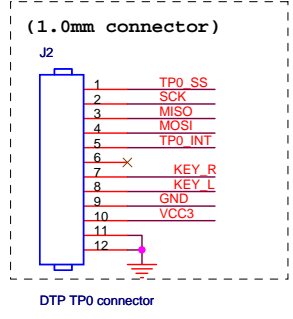 (1.0mm connector)
J2
1 TP0_SS
2 SCK
3 MISO
4 MOSI
5 TP0_INT
6
7 KEY_R
8 KEY_L
9 GND
10 VCC3
11
12
DTP TP0 connector